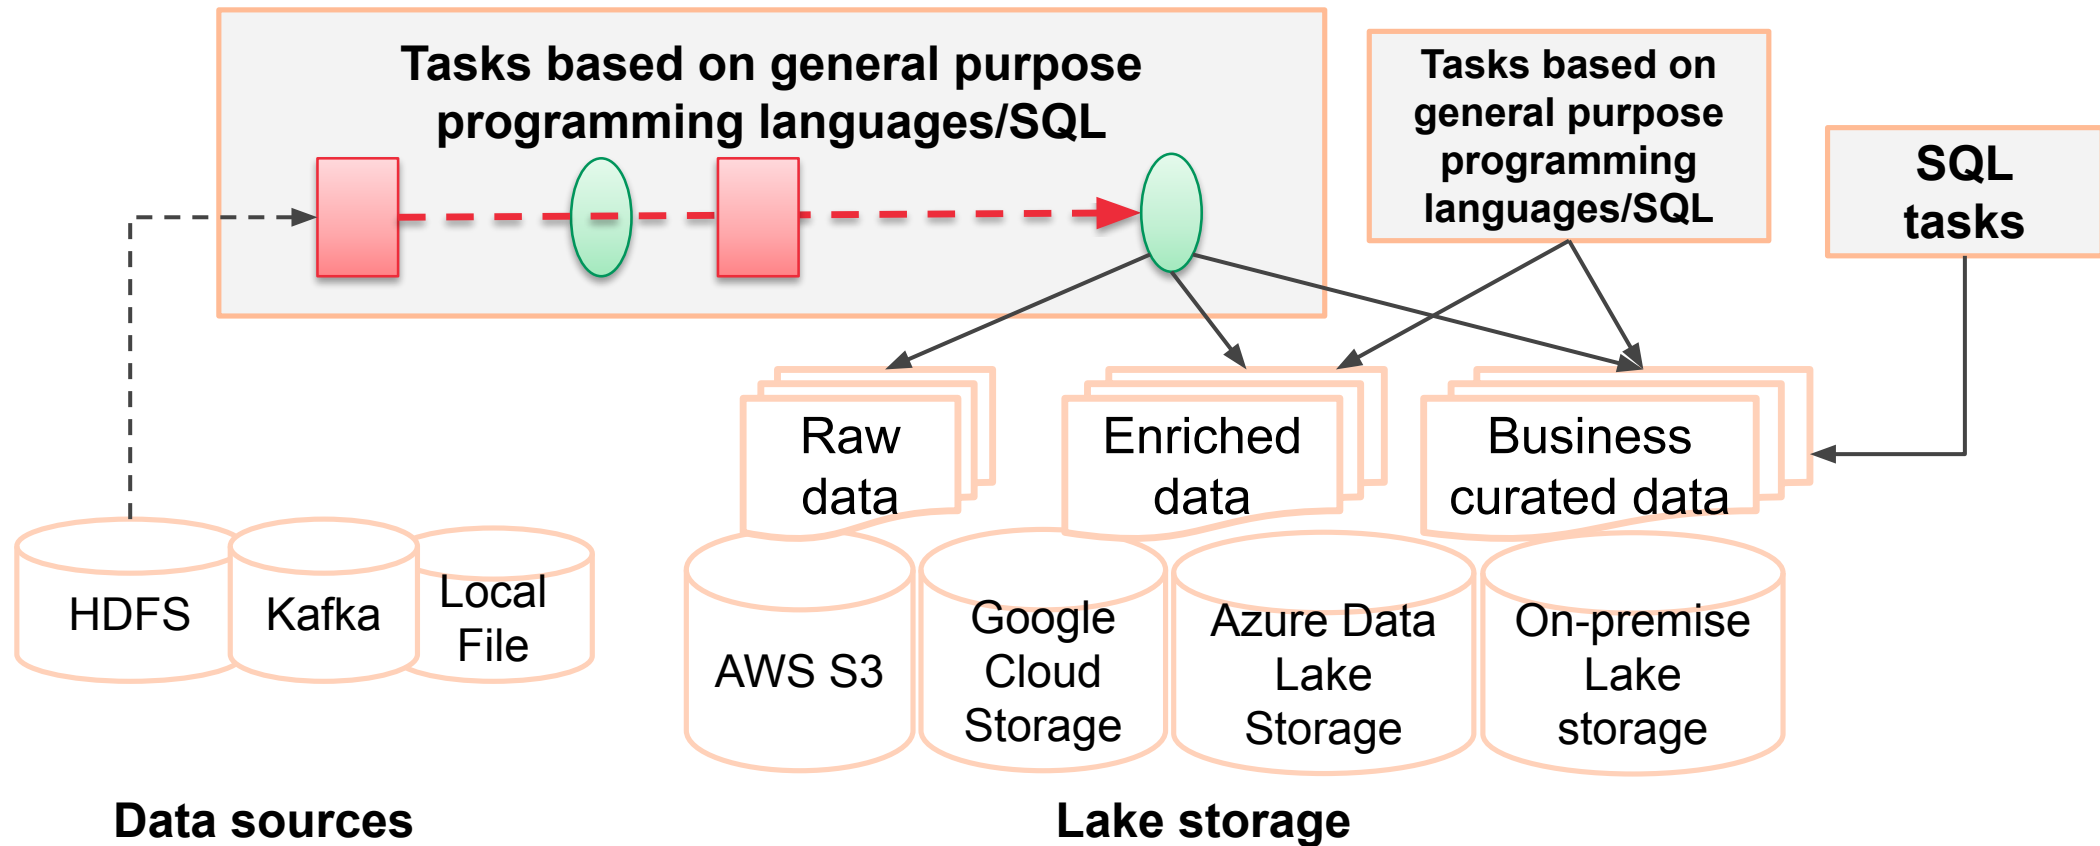 Tasks based on general purpose
programming languages/SQL
Tasks based on
general purpose
programming
languages/SQL
SQL
tasks
Raw
data
Enriched
data
Business
curated data
HDFS
Kafka
Local
File
AWS S3
Google
Cloud
Storage
Azure Data
Lake
Storage
On-premise
Lake
storage
Data sources
Lake storage